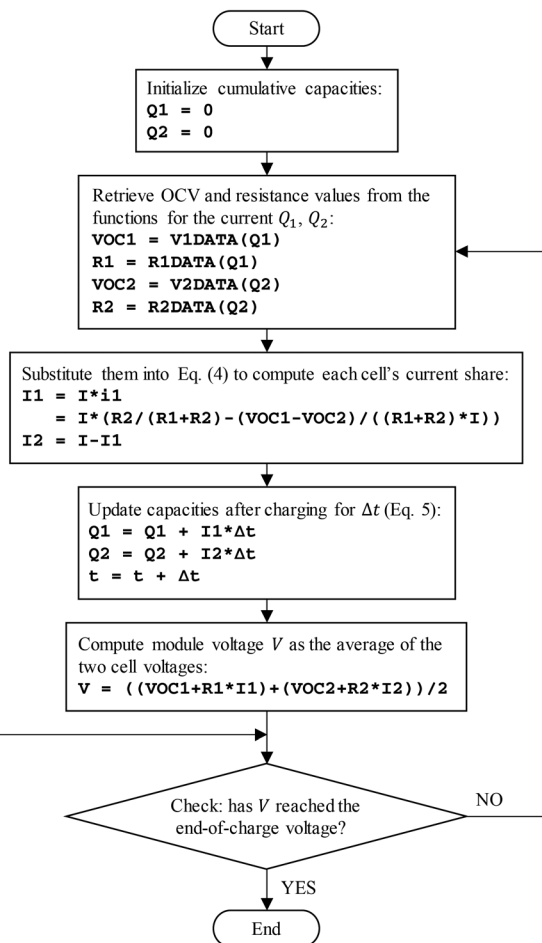 Start
Initialize cumulative capacities:
Q1 = 0
Q2 = 0
Retrieve OCV and resistance values from the
functions for the current Q₁, Q₂:
VOC1 = V1DATA(Q1)
R1 = R1DATA(Q1)
VOC2 = V2DATA(Q2)
R2 = R2DATA(Q2)
Substitute them into Eq. (4) to compute each cell's current share:
I1 = I*i1
= I*(R2/(R1+R2)-(VOC1-VOC2)/((R1+R2)*I))
I2 = I-I1
Update capacities after charging for Δt (Eq. 5):
Q1 = Q1 + I1*Δt
Q2 = Q2 + I2*Δt
t = t + Δt
Compute module voltage V as the average of the
two cell voltages:
V = ((VOC1+R1*I1)+(VOC2+R2*I2))/2
Check: has V reached the
end-of-charge voltage?
NO
YES
End